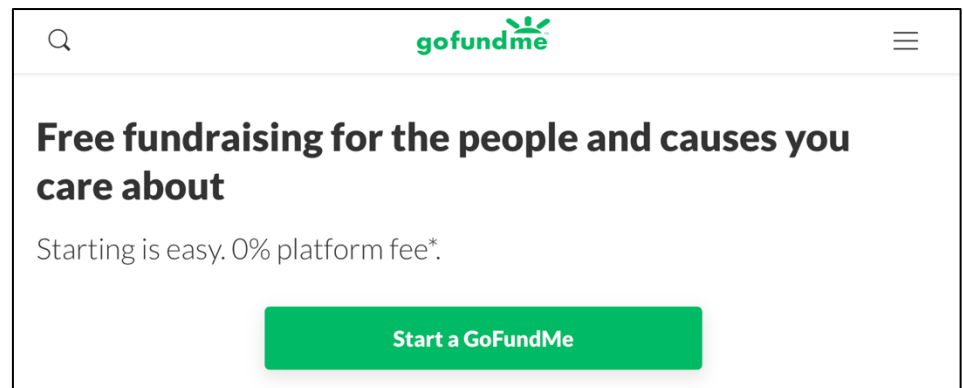 gofundme
Free fundraising for the people and causes you
care about
Starting is easy. 0% platform fee*.
Start a GoFundMe